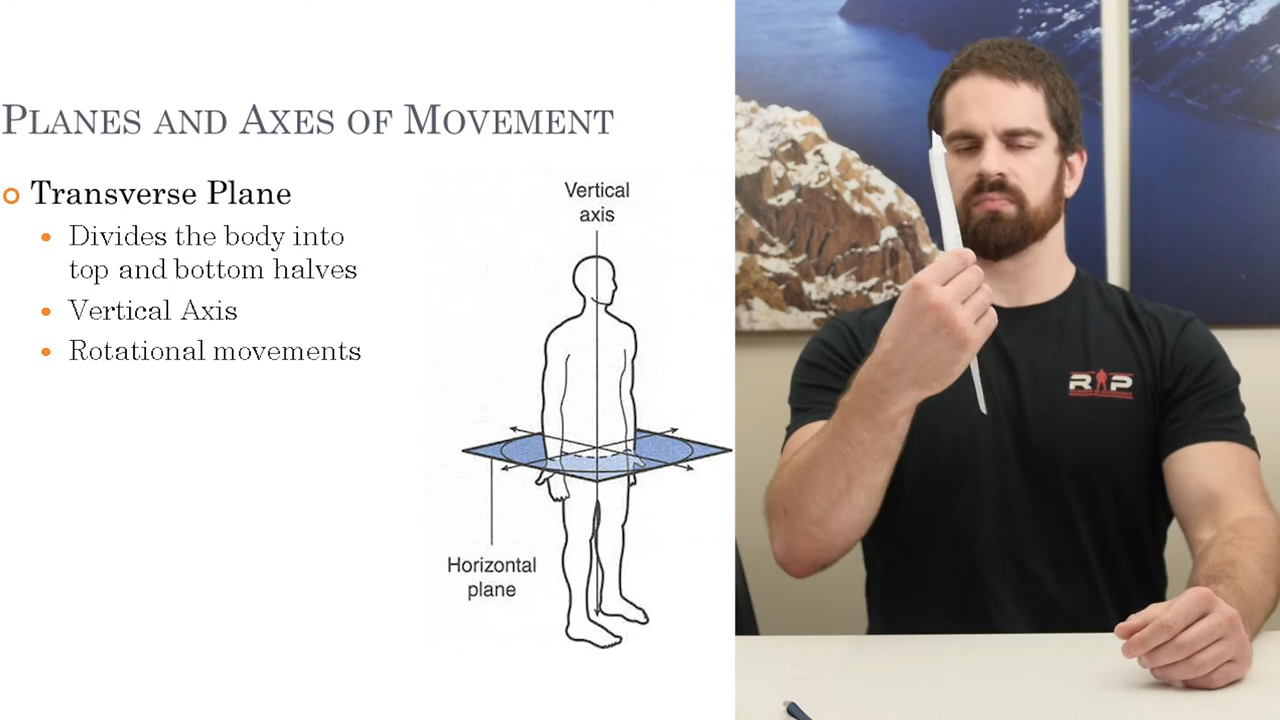 PLANES AND AXES OF MOVEMENT
Transverse Plane
Divides the body into
top and bottom halves
Vertical Axis
Rotational movements
Vertical
axis
Horizontal
plane
RP